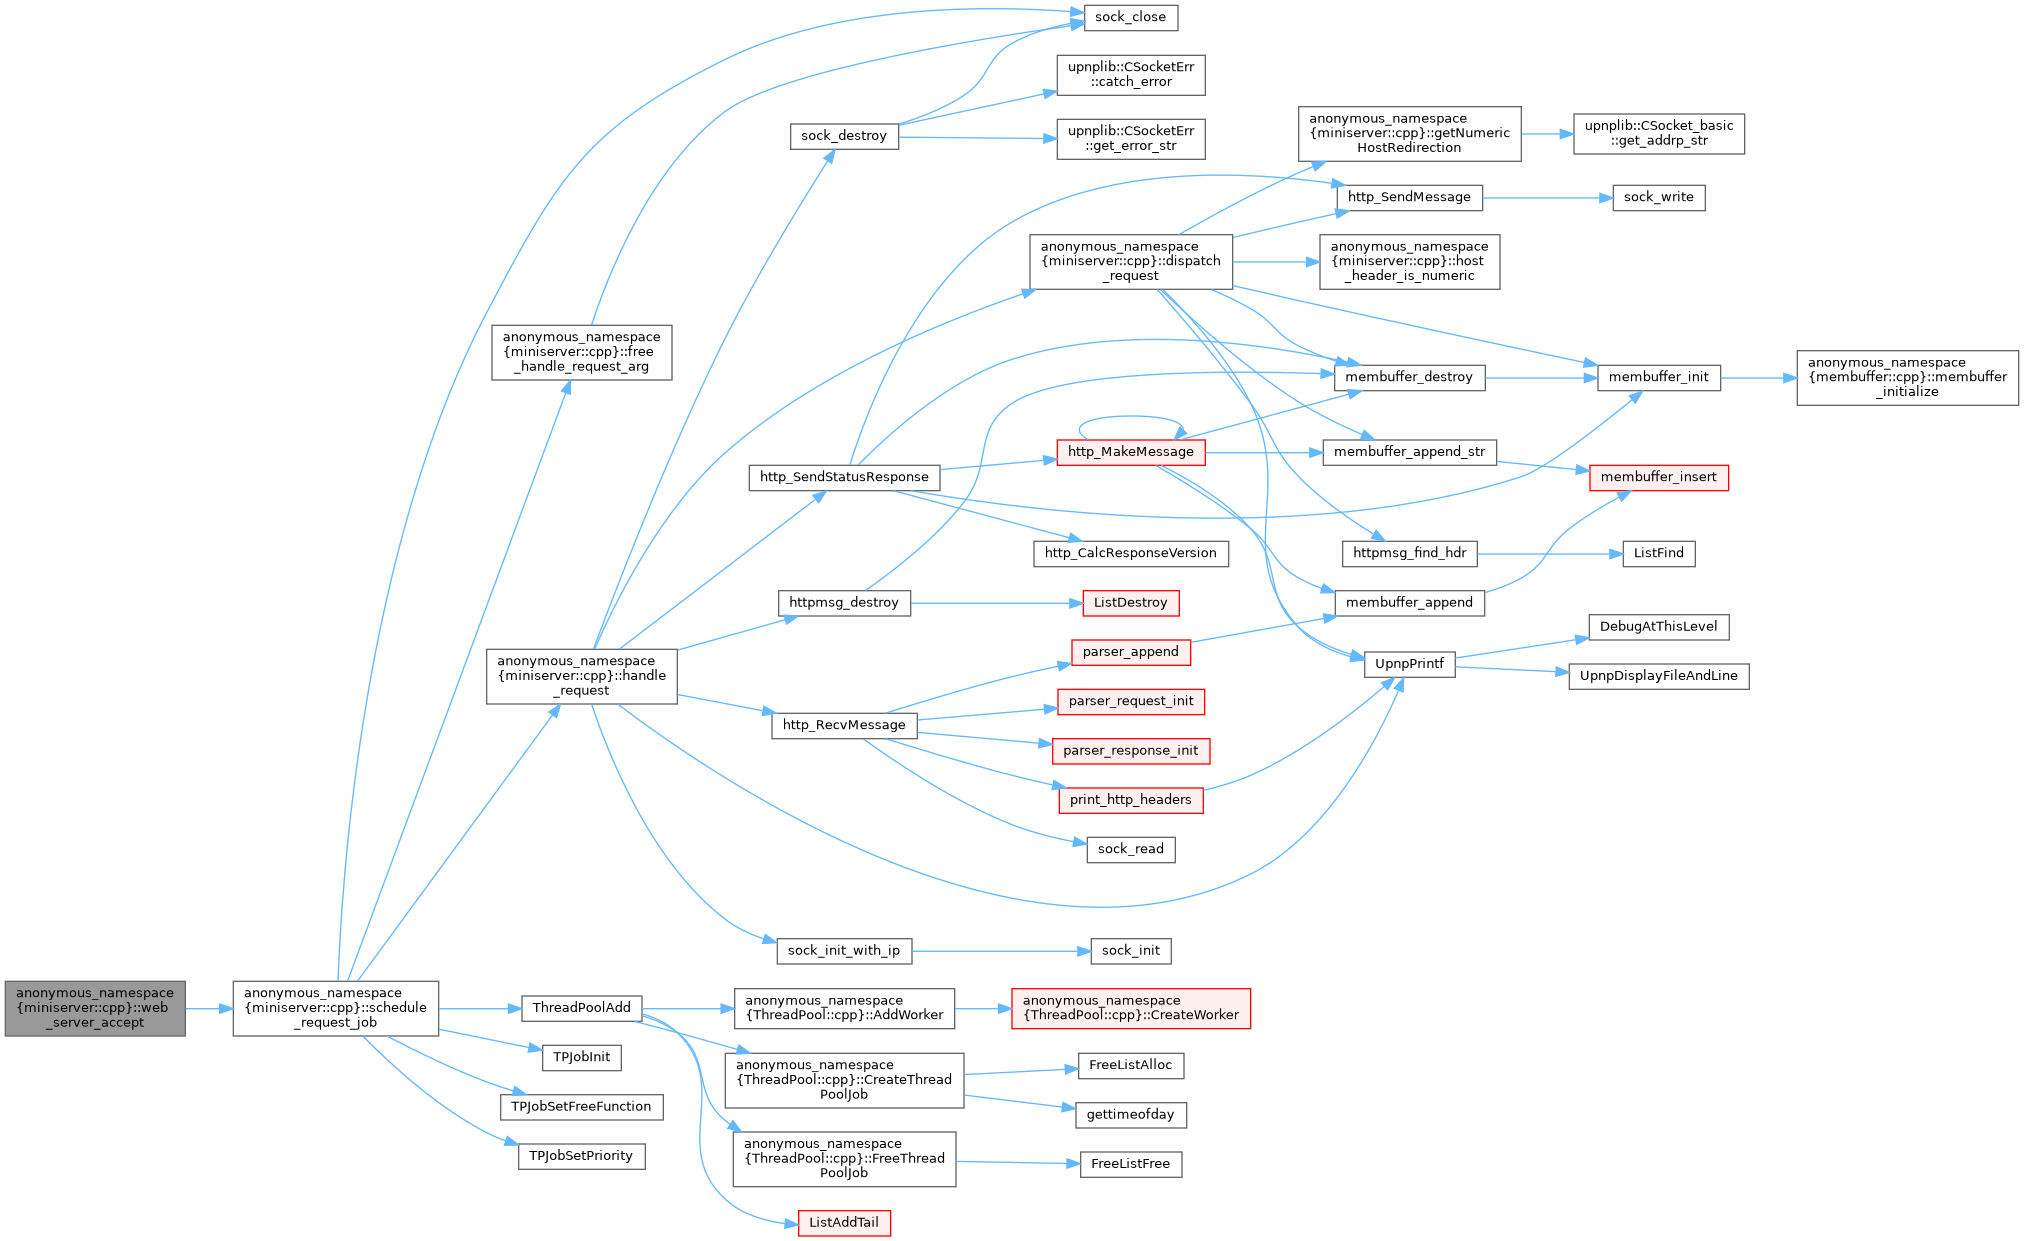 sock_close
upnplib::CSocketErr
::catch_error
sock_destroy
upnplib::CSocketErr
::get_error_str
anonymous_namespace
{miniserver::cpp}::getNumeric
HostRedirection
upnplib::CSocket_basic
::get_addrp_str
http_SendMessage
sock_write
anonymous_namespace
{miniserver::cpp}::dispatch
_request
anonymous_namespace
{miniserver::cpp}::host
_header_is_numeric
anonymous_namespace
{miniserver::cpp}::free
_handle_request_arg
membuffer_destroy
membuffer_init
anonymous_namespace
{membuffer::cpp}::membuffer
_initialize
http_MakeMessage
membuffer_append_str
http_SendStatusResponse
membuffer_insert
http_CalcResponseVersion
httpmsg_find_hdr
ListFind
httpmsg_destroy
ListDestroy
membuffer_append
DebugAtThisLevel
anonymous_namespace
{miniserver::cpp}::handle
_request
parser_append
UpnpPrintf
UpnpDisplayFileAndLine
parser_request_init
http_RecvMessage
parser_response_init
print_http_headers
sock_read
sock_init_with_ip
sock_init
anonymous_namespace
{miniserver::cpp}::web
_server_accept
anonymous_namespace
{miniserver::cpp}::schedule
_request_job
ThreadPoolAdd
anonymous_namespace
{ThreadPool::cpp}::AddWorker
anonymous_namespace
{ThreadPool::cpp}::CreateWorker
TPJobInit
anonymous_namespace
{ThreadPool::cpp}::CreateThread
PoolJob
FreeListAlloc
TPJobSetFreeFunction
gettimeofday
TPJobSetPriority
anonymous_namespace
{ThreadPool::cpp}::FreeThread
PoolJob
FreeListFree
ListAddTail